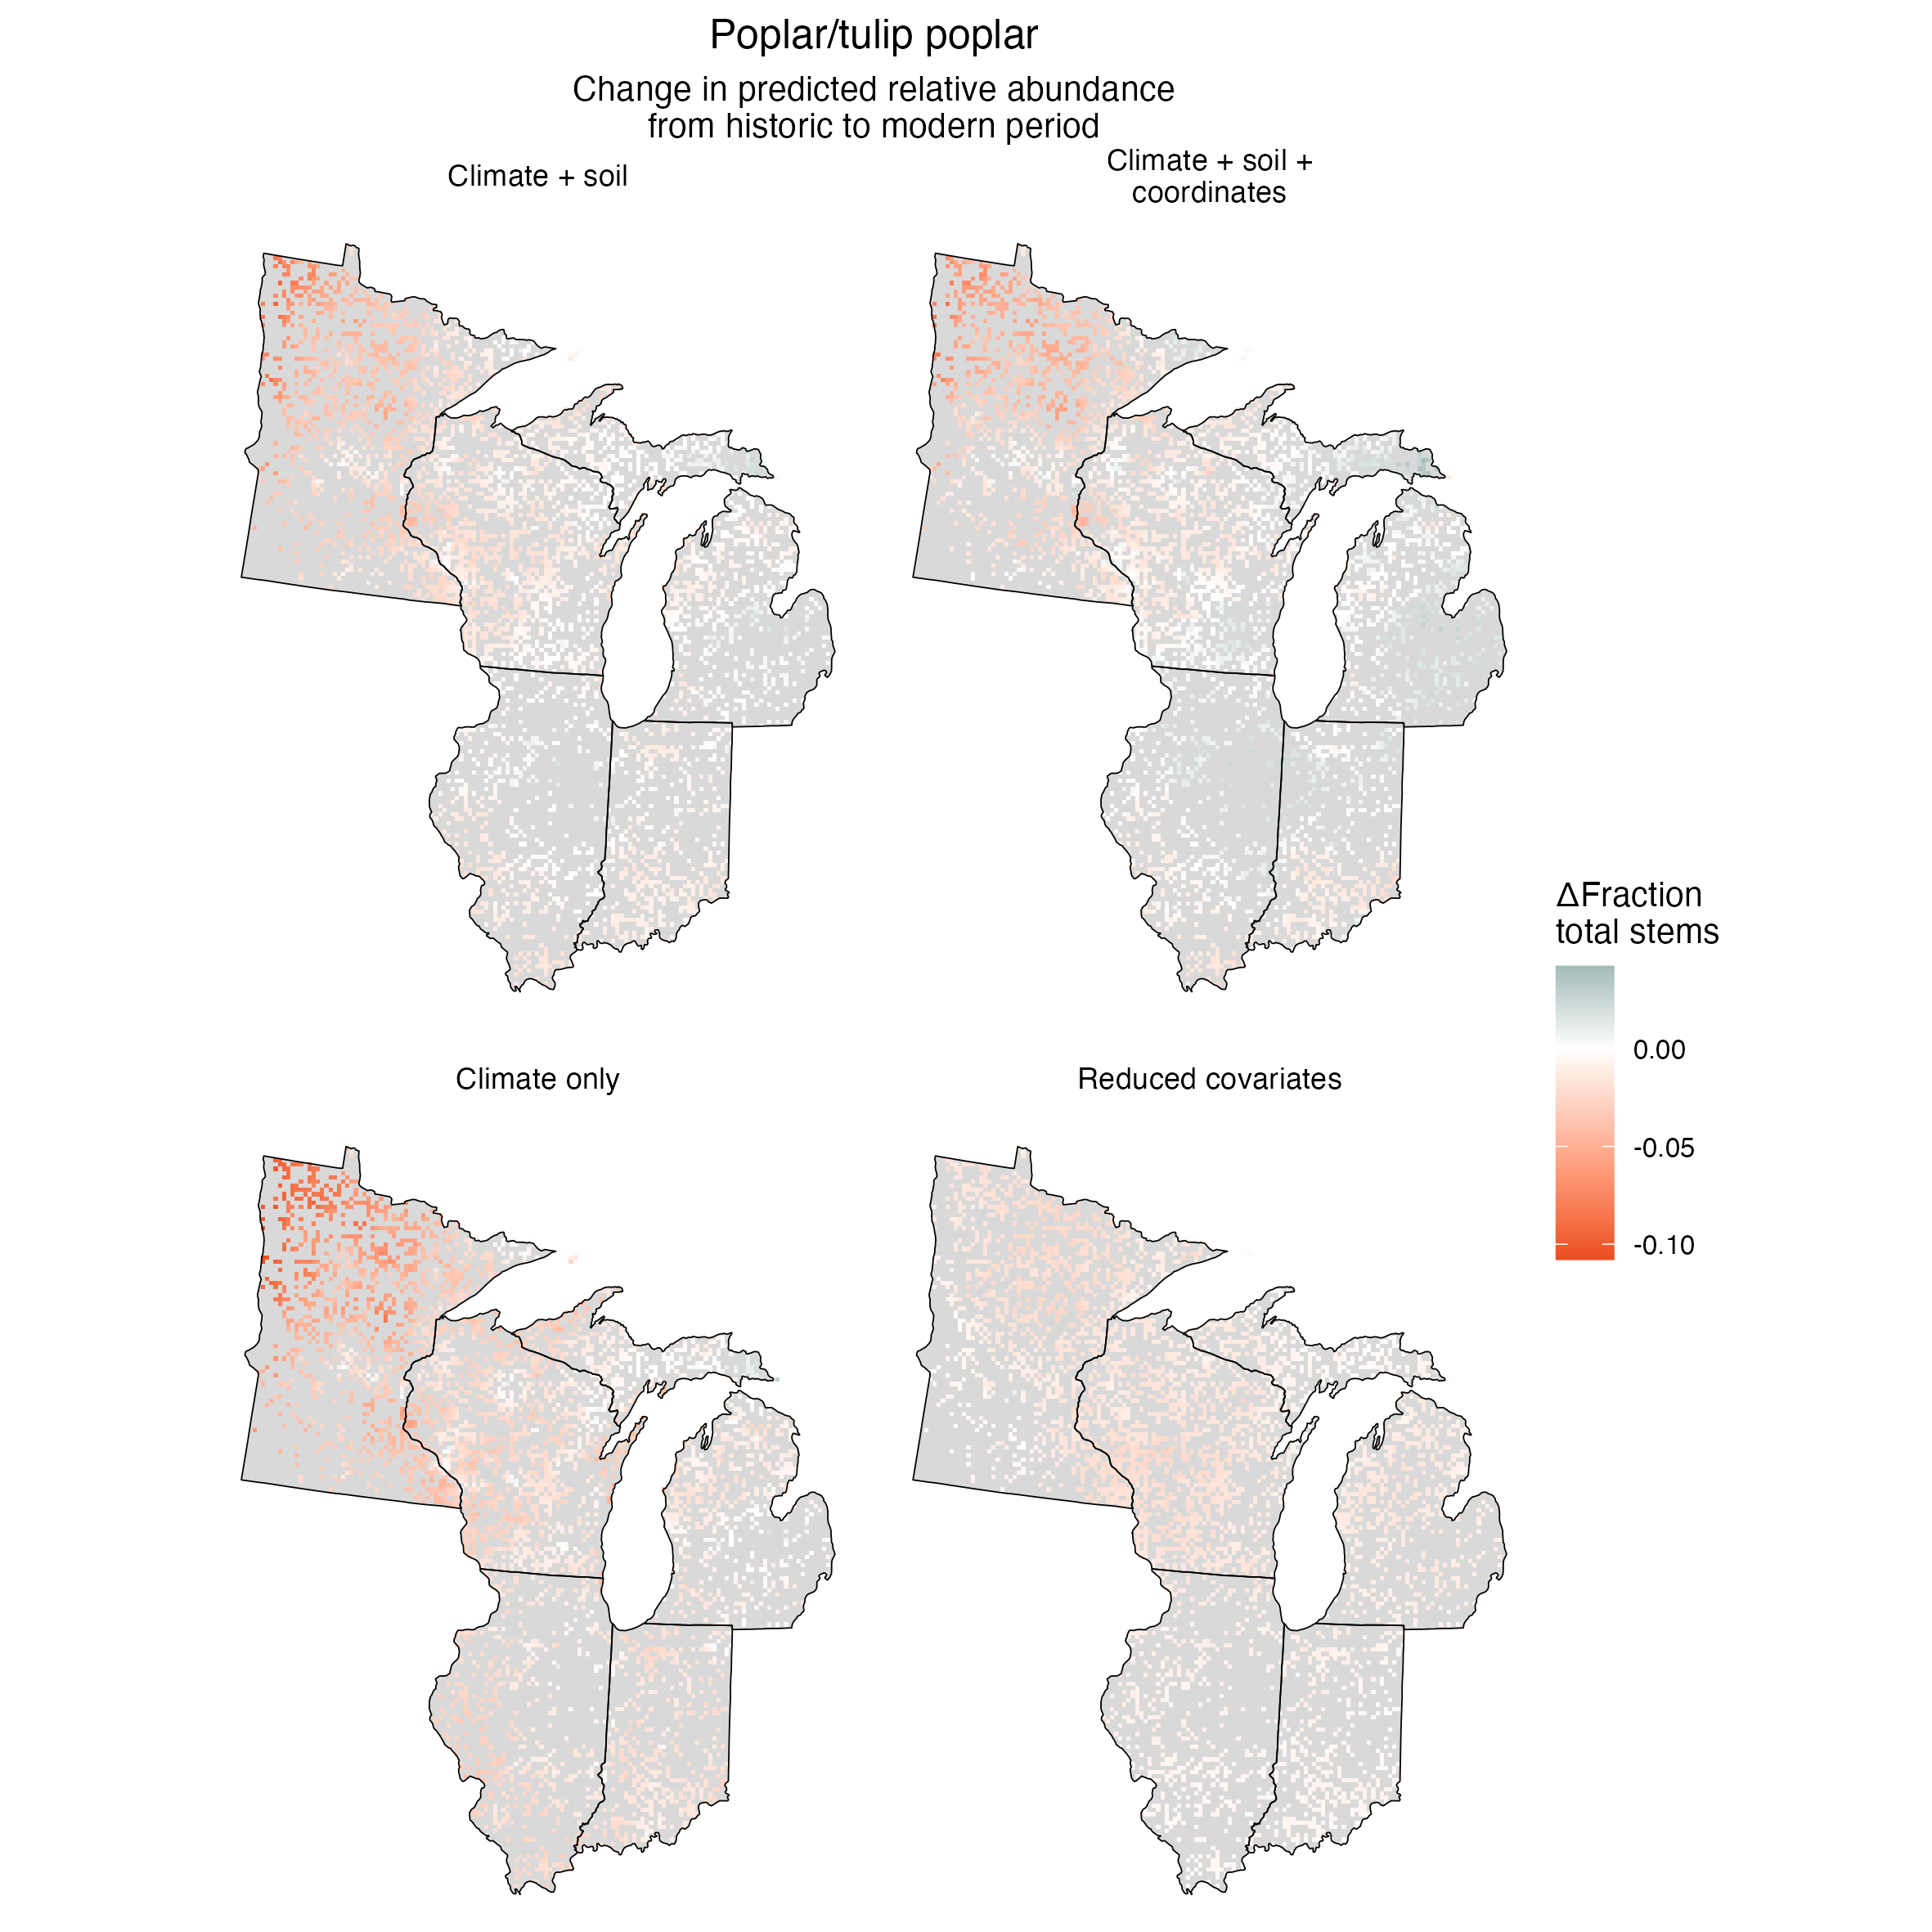 Poplar/tulip poplar
Change in predicted relative abundance
from historic to modern period
Climate + soil
Climate + soil +
coordinates
ΔFraction
total stems
0.00
-0.05
-0.10
Climate only
Reduced covariates